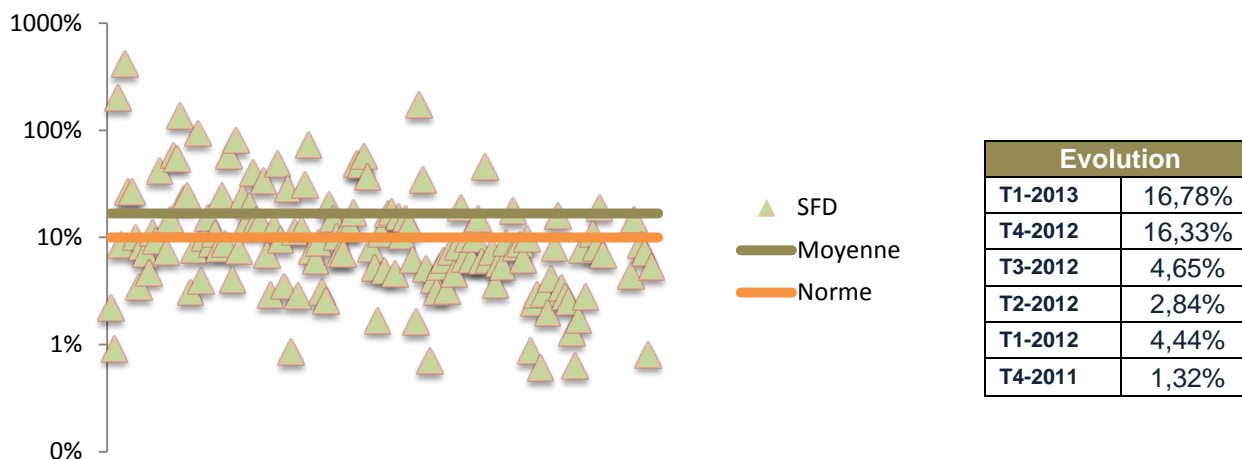 1000%
100%
10%
1%
0%
SFD
Moyenne
Norme
Evolution
T1-2013 16,78%
T4-2012 16,33%
T3-2012 4,65%
T2-2012 2,84%
T1-2012 4,44%
T4-2011 1,32%